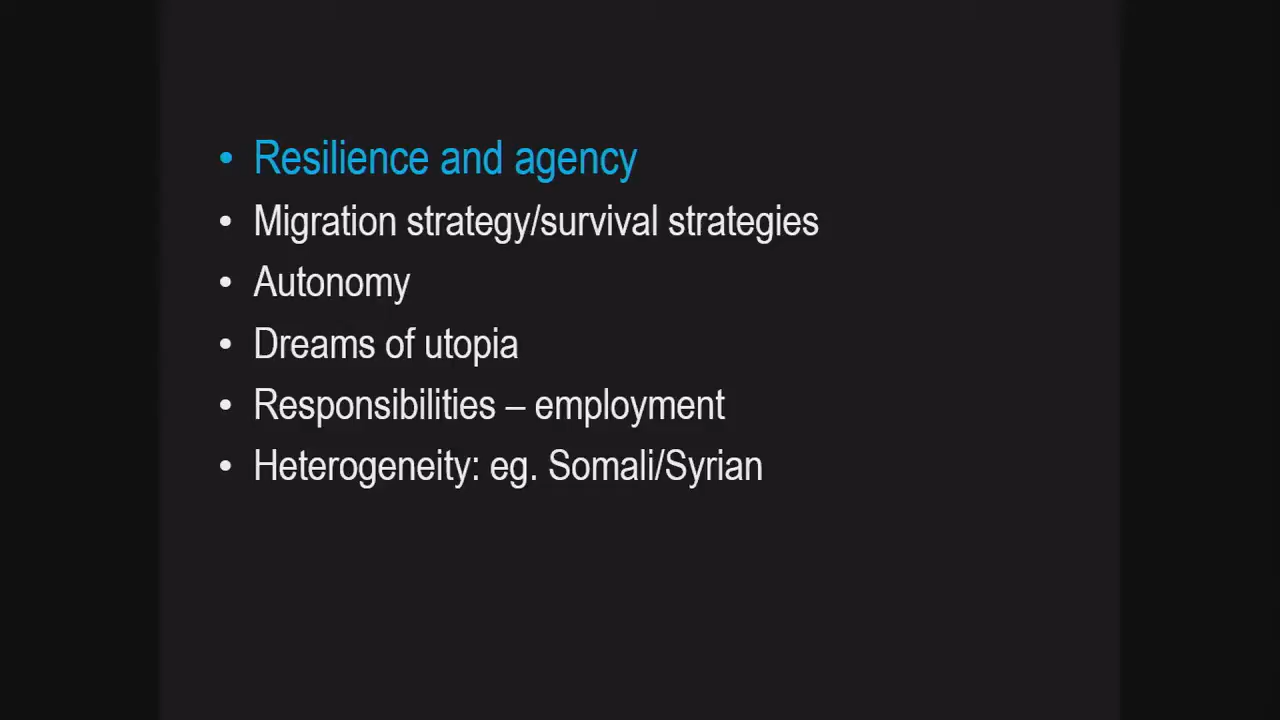 • Resilience and agency
• Migration strategy/survival strategies
• Autonomy
• Dreams of utopia
• Responsibilities – employment
• Heterogeneity: eg. Somali/Syrian